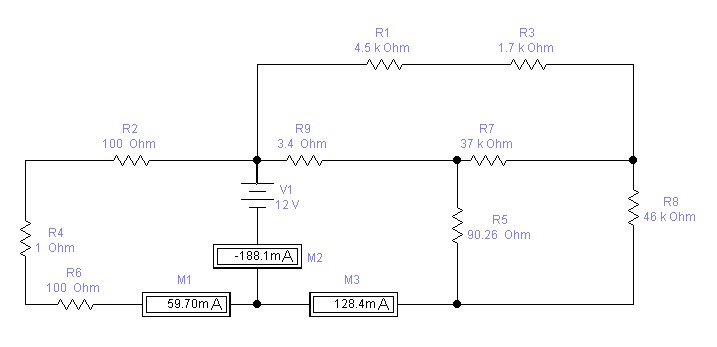 R1
4.5 k Ohm
R3
1.7 k Ohm
R2
100 Ohm
R9
3.4 Ohm
R7
37 k Ohm
V1
12 V
R4
1 Ohm
R5
90.26 Ohm
R8
46 k Ohm
-188.1mA
M2
R6
100 Ohm
M1
59.70mA
M3
128.4mA